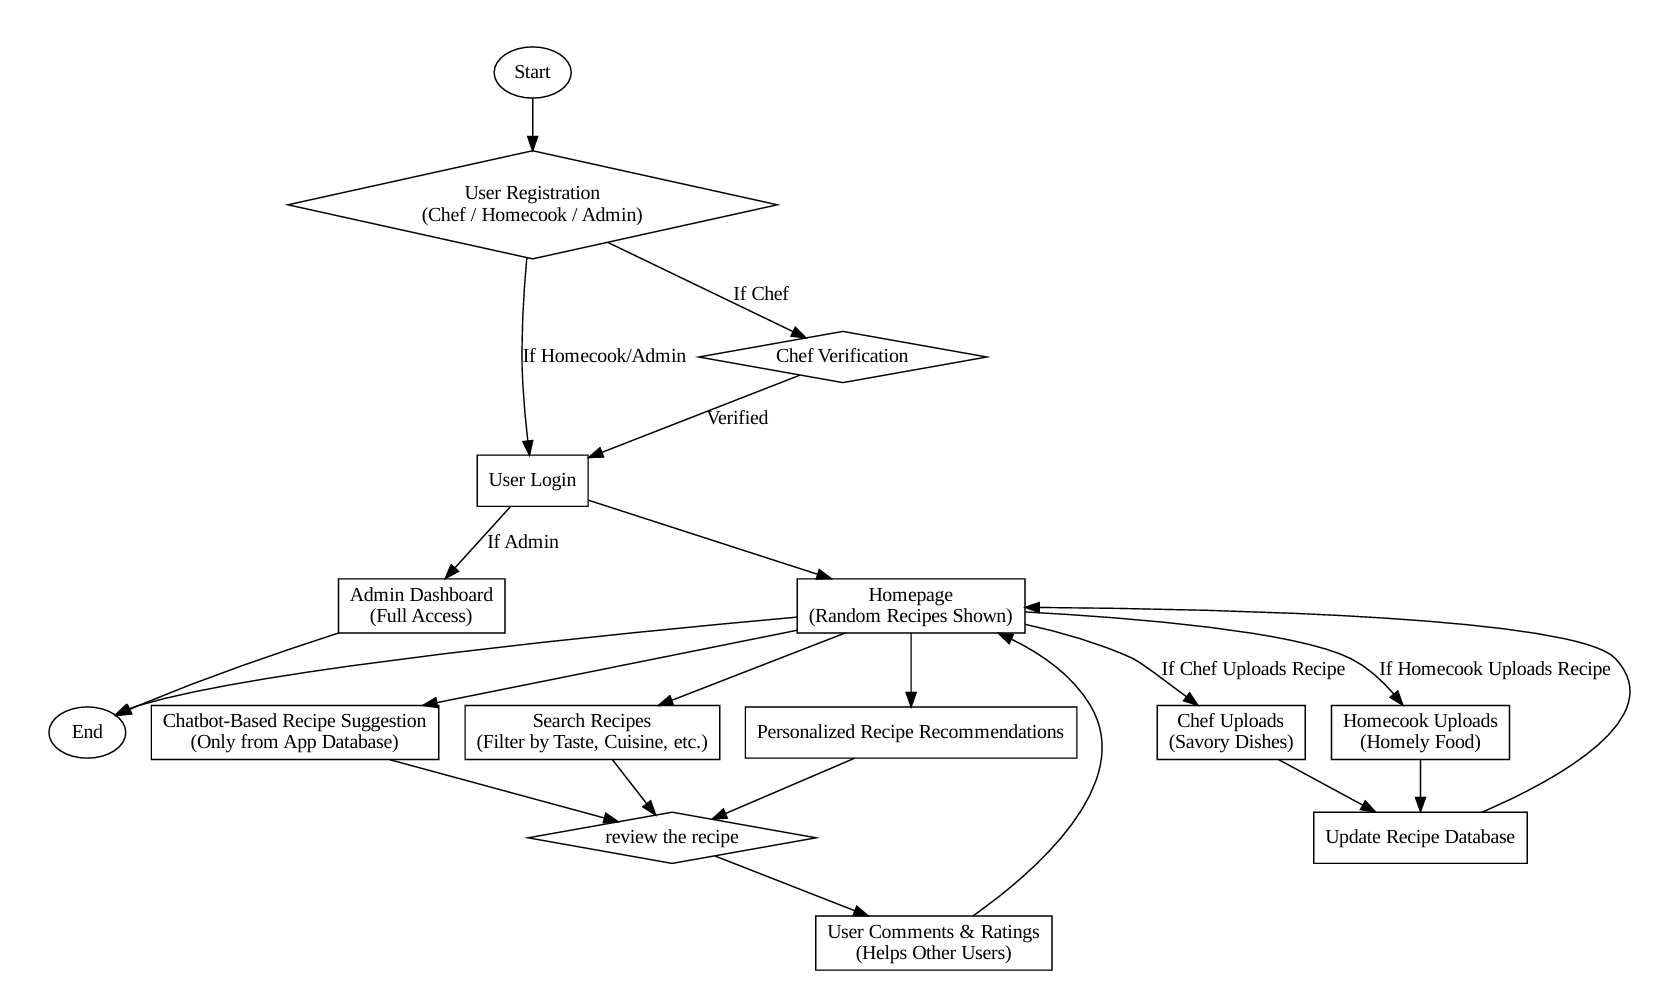 Start
User Registration
(Chef / Homecook / Admin)
If Chef
If Homecook/Admin
Chef Verification
Verified
User Login
If Admin
Admin Dashboard
(Full Access)
Homepage
(Random Recipes Shown)
If Chef Uploads Recipe
If Homecook Uploads Recipe
End
Chatbot-Based Recipe Suggestion
(Only from App Database)
Search Recipes
(Filter by Taste, Cuisine, etc.)
Personalized Recipe Recommendations
Chef Uploads
(Savory Dishes)
Homecook Uploads
(Homely Food)
review the recipe
Update Recipe Database
User Comments & Ratings
(Helps Other Users)